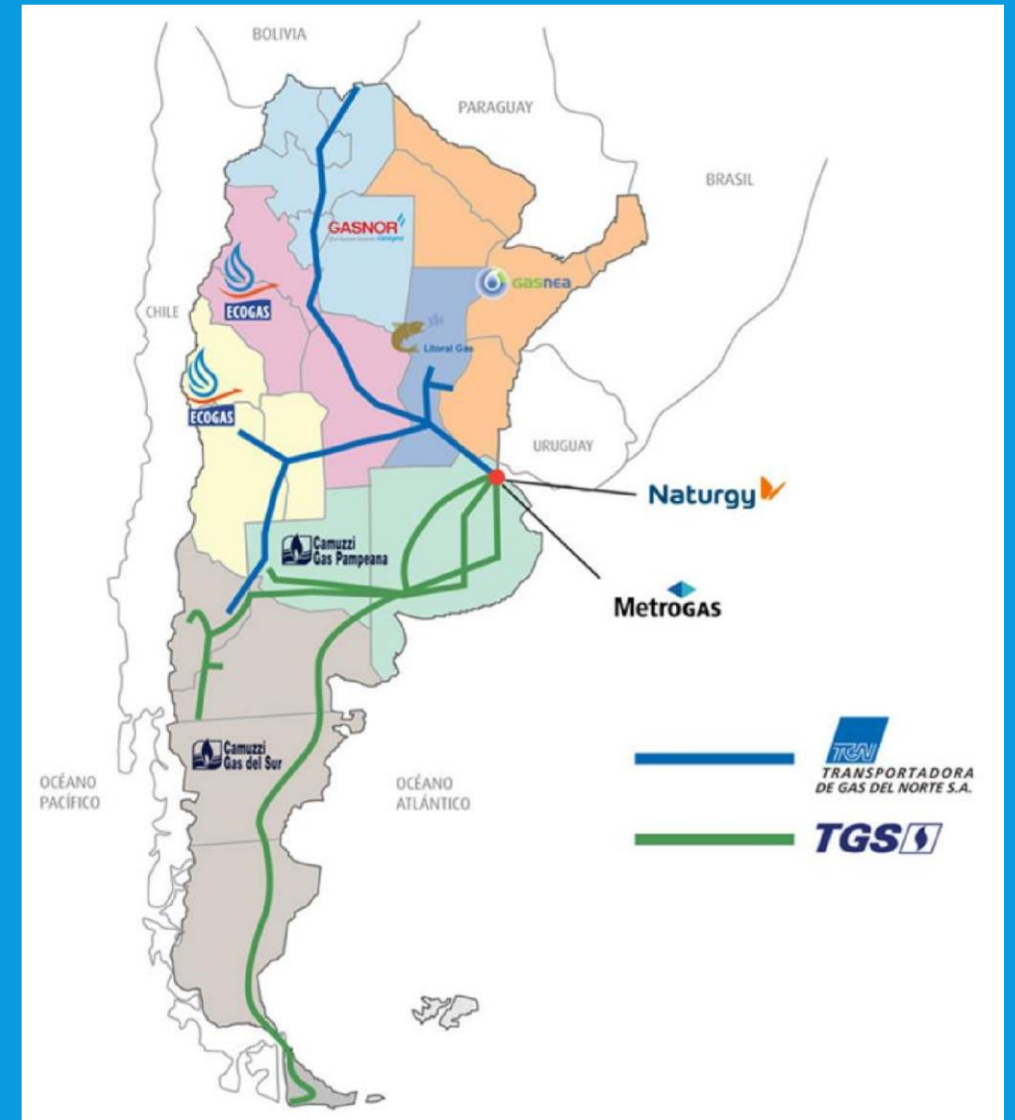 BOLIVIA
PARAGUAY
BRASIL
GASNOR
gasnea
CHILE
ECOGAS
Litoral Gas
ECOGAS
URUGUAY
Naturgy
Camuzzi
Gas Pampeana
MetroGAS
Camuzzi
Gas del Sur
OCÉANO
PACÍFICO
OCÉANO
ATLÁNTICO
TGN
TRANSPORTADORA
DE GAS DEL NORTE S.A.
TGS